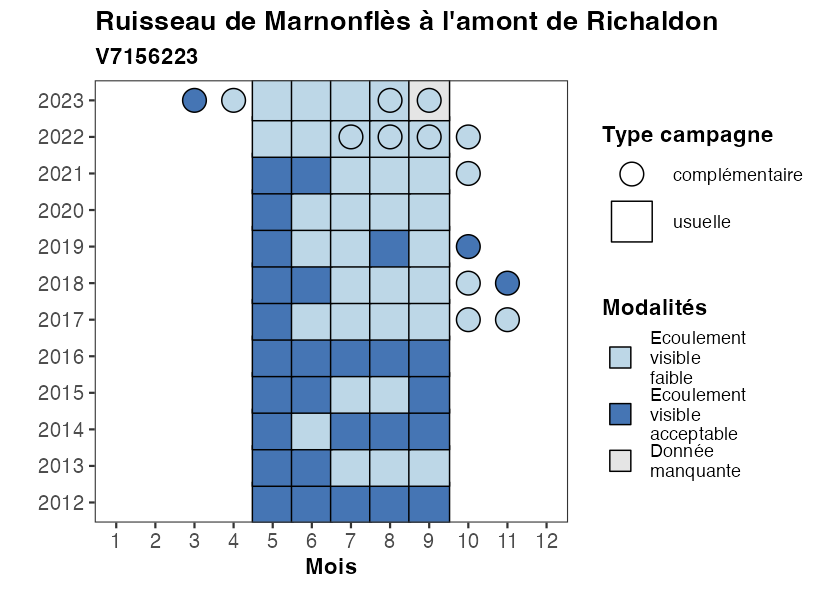 Ruisseau de Marnonflès à l'amont de Richaldon
V7156223
2023
2022
2021
2020
2019
2018
2017
2016
2015
2014
2013
2012
1 2 3 4 5 6 7 8 9 10 11 12
Mois
Type campagne
complémentaire
usuelle
Modalités
Ecoulement
visible
faible
Ecoulement
visible
acceptable
Donnée
manquante